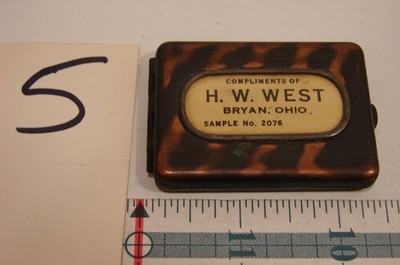 5
COMPLIMENTS OF
H. W. WEST
BRYAN, OHIO.
SAMPLE No. 2076
11
10